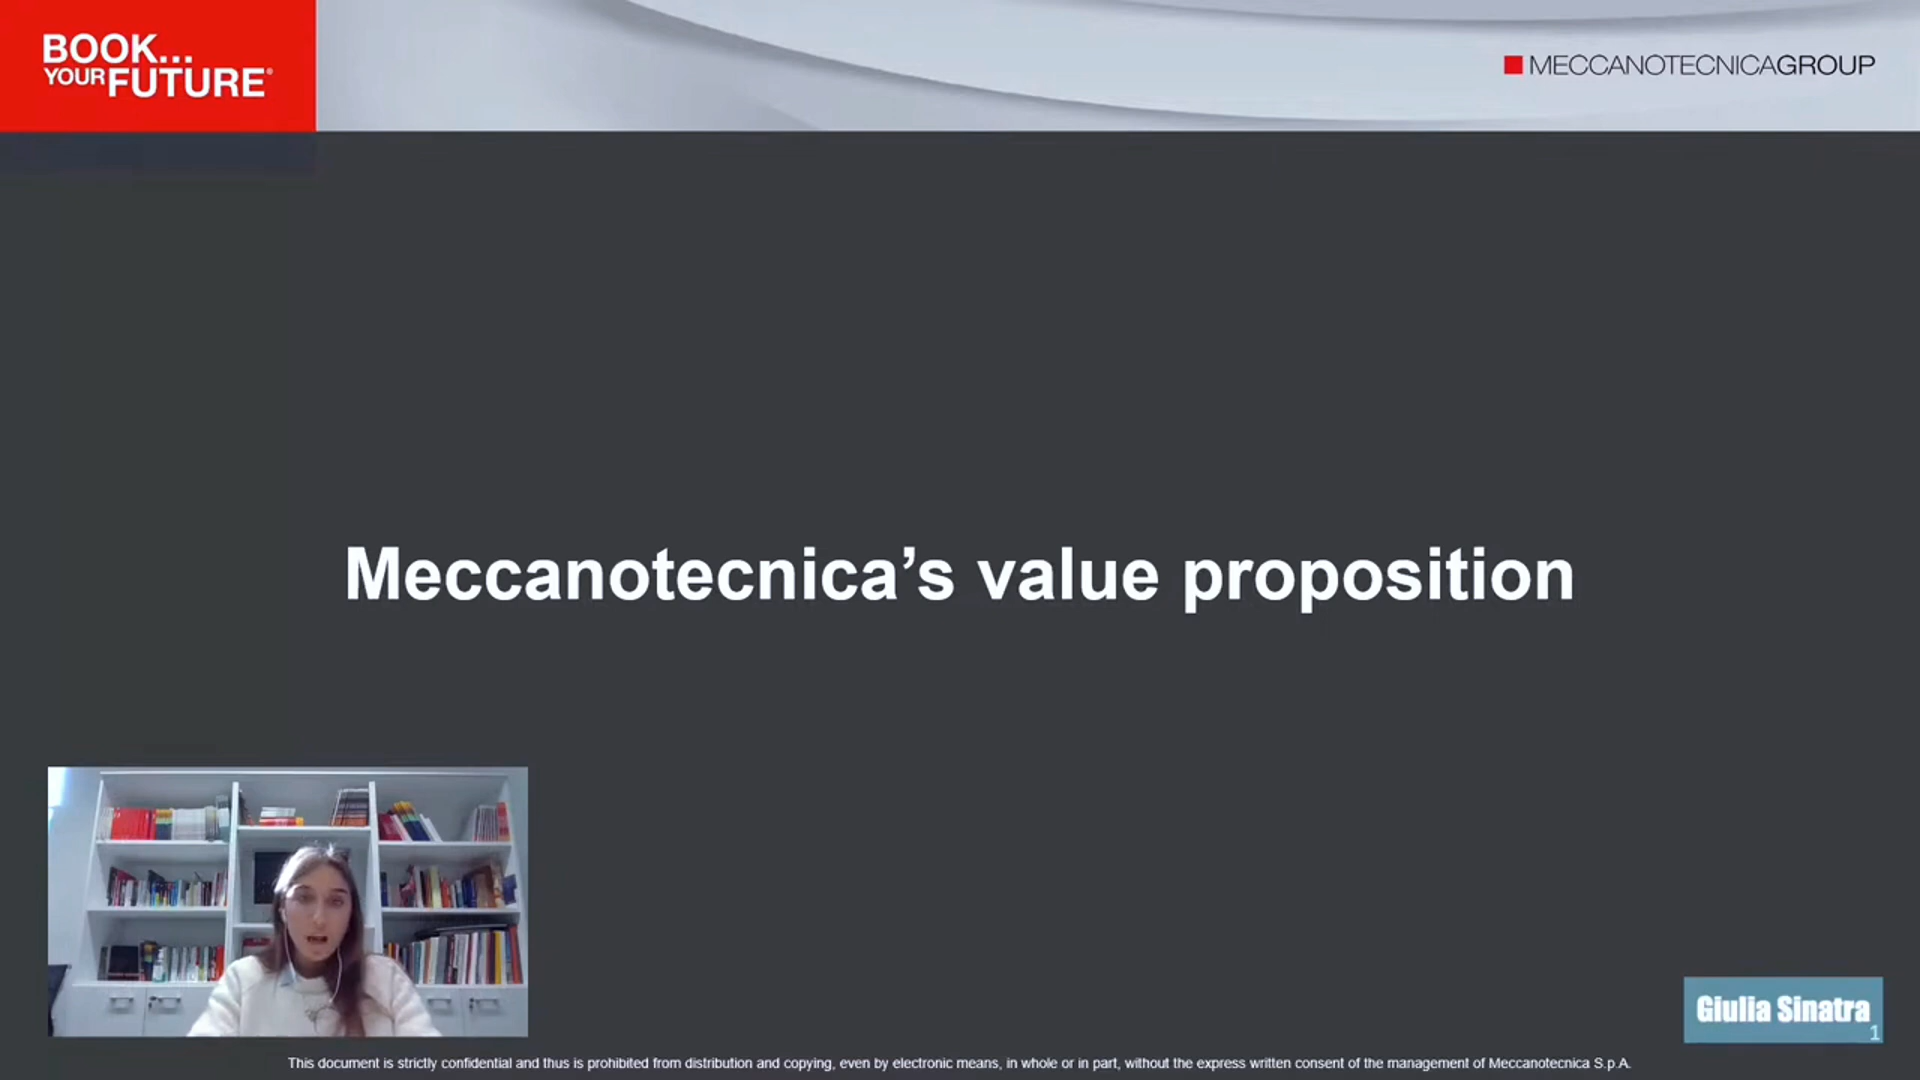 BOOK...
YOUR FUTURE®
MECCANOTECNICAGROUP
Meccanotecnica’s value proposition
Giulia Sinatra
1
This document is strictly confidential and thus is prohibited from distribution and copying, even by electronic means, in whole or in part, without the express written consent of the management of Meccanotecnica S.p.A.